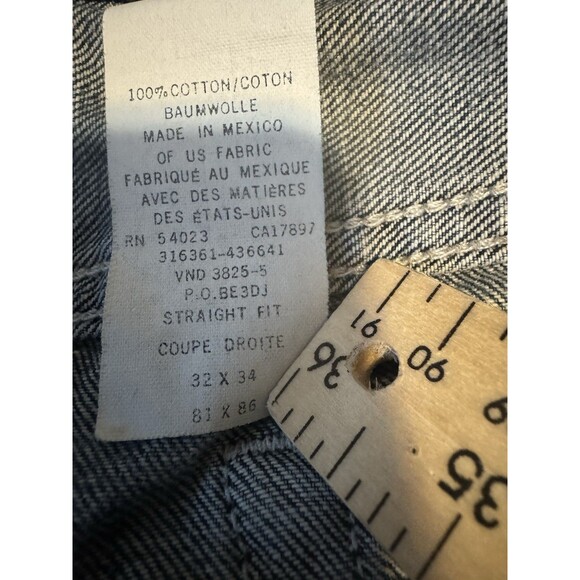 100% COTTON/COTON
BAUMWOLLE
MADE IN MEXICO
OF US FABRIC
FABRIQUÉ AU MEXIQUE
AVEC DES MATIÈRES
DES ÉTATS-UNIS
RN 54023 CA17897
316361-436641
VND 3825-5
P.O.BE3DJ
STRAIGHT FIT
COUPE DROITE
32 X 34
81 X 86
91 90
36 35